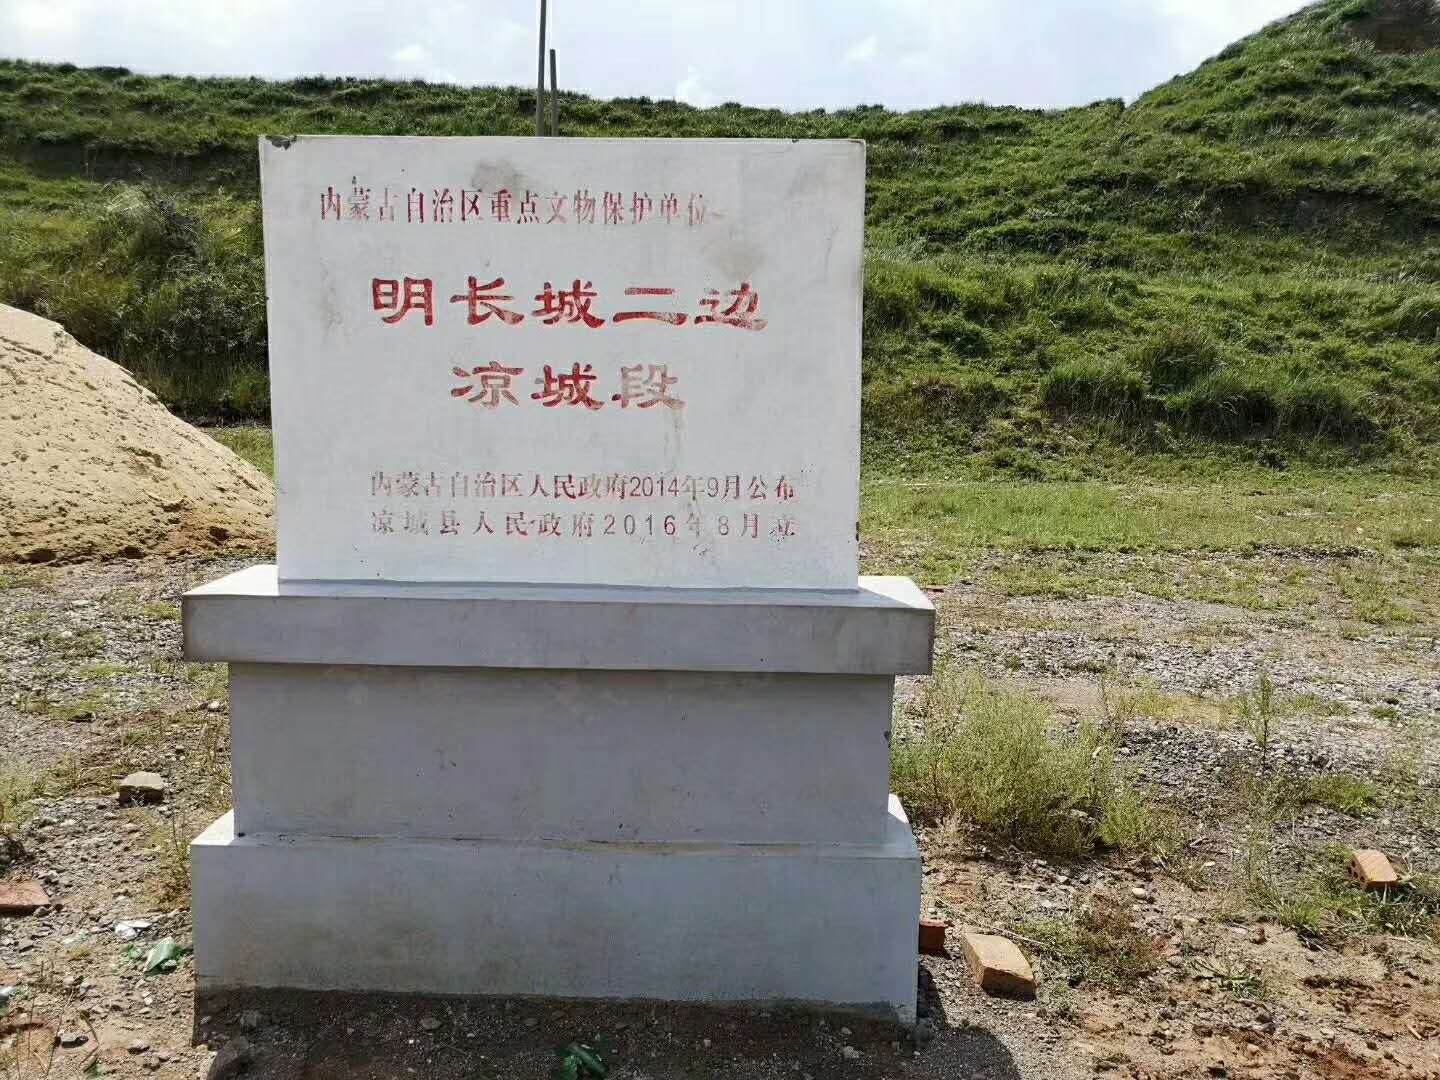 内蒙古自治区重点文物保护单位
明长城二边
凉城段
内蒙古自治区人民政府2014年9月公布
凉城县人民政府2016年8月立